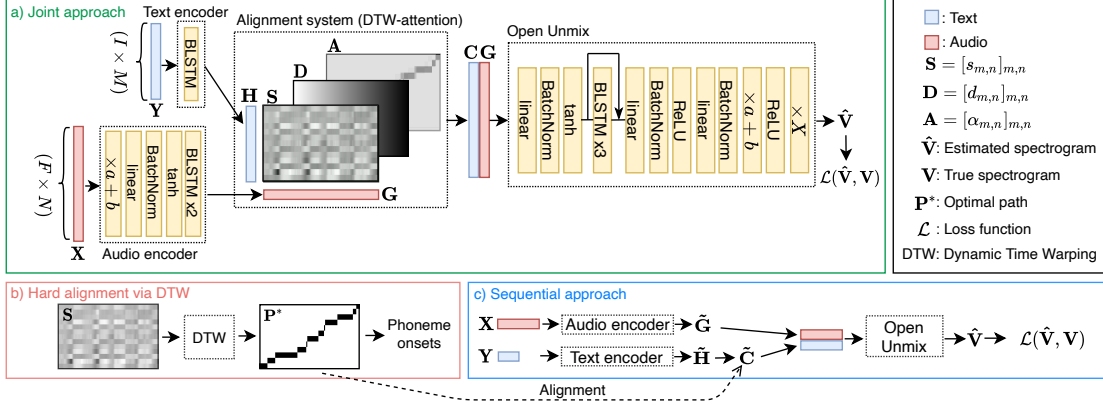 a) Joint approach
Text encoder
(I × M)
Y
BLSTM
(F × N)
X
× a + b
linear
BatchNorm
tanh
BLSTM x2
Audio encoder
Alignment system (DTW-attention)
A
D
S
H
G
C G
Open Unmix
linear
BatchNorm
tanh
BLSTM x3
linear
BatchNorm
ReLU
linear
BatchNorm
× a + b
ReLU
× X
V̂
ℒ(V̂, V)
: Text
: Audio
S = [s_{m,n}]_{m,n}
D = [d_{m,n}]_{m,n}
A = [α_{m,n}]_{m,n}
V̂: Estimated spectrogram
V: True spectrogram
P*: Optimal path
ℒ : Loss function
DTW: Dynamic Time Warping
b) Hard alignment via DTW
S
DTW
P*
Phoneme
onsets
c) Sequential approach
X
Audio encoder
G̃
Y
Text encoder
H̃
C̃
Open
Unmix
V̂
ℒ(V̂, V)
Alignment